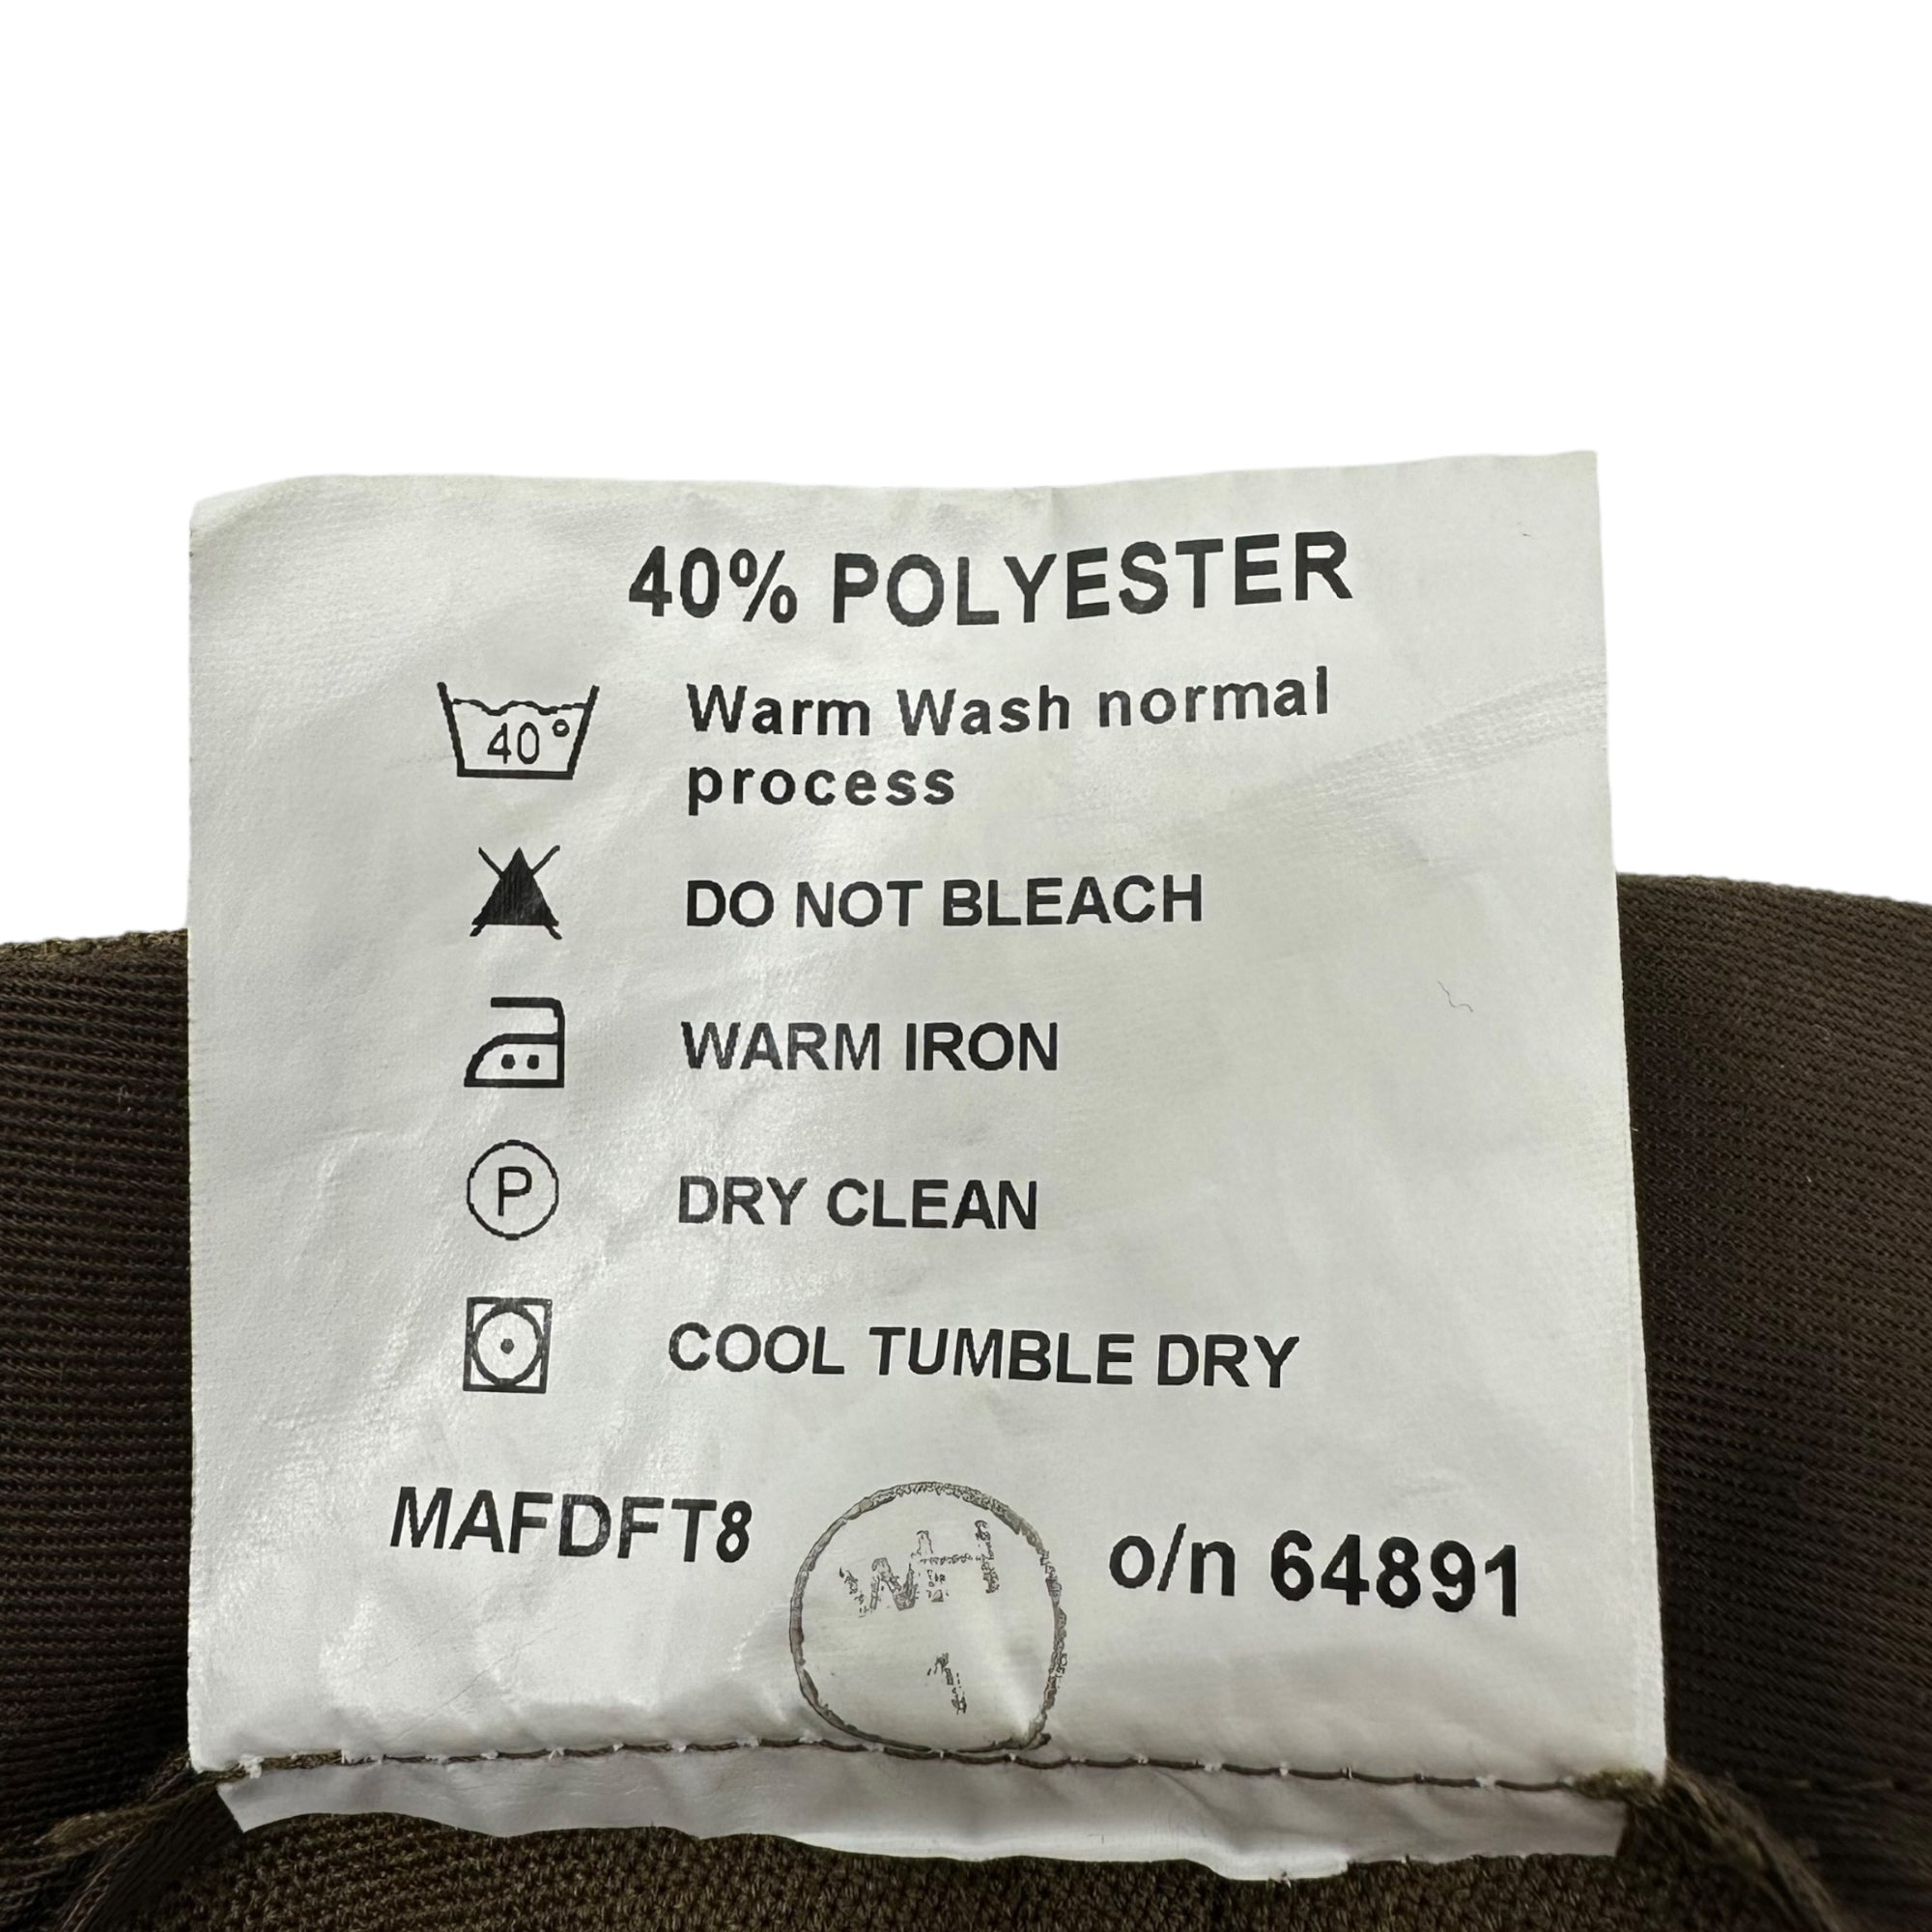 40% POLYESTER
40°
Warm Wash normal
process
DO NOT BLEACH
WARM IRON
P
DRY CLEAN
COOL TUMBLE DRY
MAFDFT8
o/n 64891
1